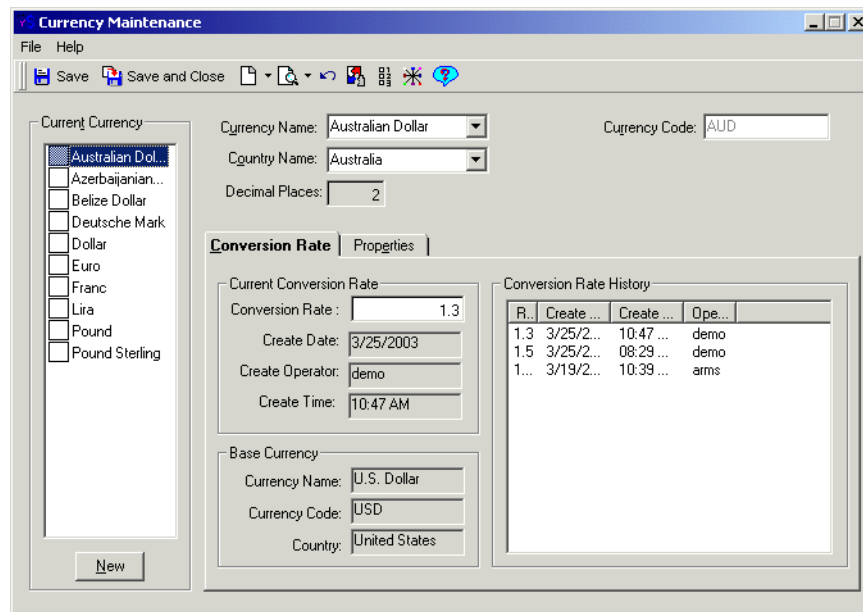 Currency Maintenance
File Help
Save Save and Close
Current Currency
Australian Dol...
Azerbaijanian...
Belize Dollar
Deutsche Mark
Dollar
Euro
Franc
Lira
Pound
Pound Sterling
New
Currency Name: Australian Dollar
Currency Code: AUD
Country Name: Australia
Decimal Places: 2
Conversion Rate Properties
Current Conversion Rate
Conversion Rate : 1.3
Create Date: 3/25/2003
Create Operator: demo
Create Time: 10:47 AM
Base Currency
Currency Name: U.S. Dollar
Currency Code: USD
Country: United States
Conversion Rate History
R... Create ... Create ... Ope...
1.3 3/25/2... 10:47 ... demo
1.5 3/25/2... 08:29 ... demo
1... 3/19/2... 10:39 ... arms